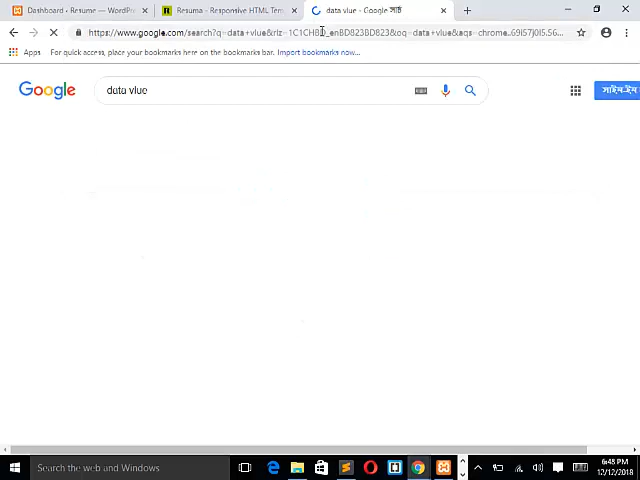 Dashboard ‹ Resume — WordPre
Resuma - Responsive HTML Tem
data vlue - Google সার্চ
https://www.google.com/search?q=data+vlue&rlz=1C1CHBD_enBD823BD823&oq=data+vlue&aqs=chrome..69i57j0l5.56...
Apps
For quick access, place your bookmarks here on the bookmarks bar. Import bookmarks now...
Google
data vlue
সাইন-ইন
Search the web and Windows
6:48 PM
17/12/2018